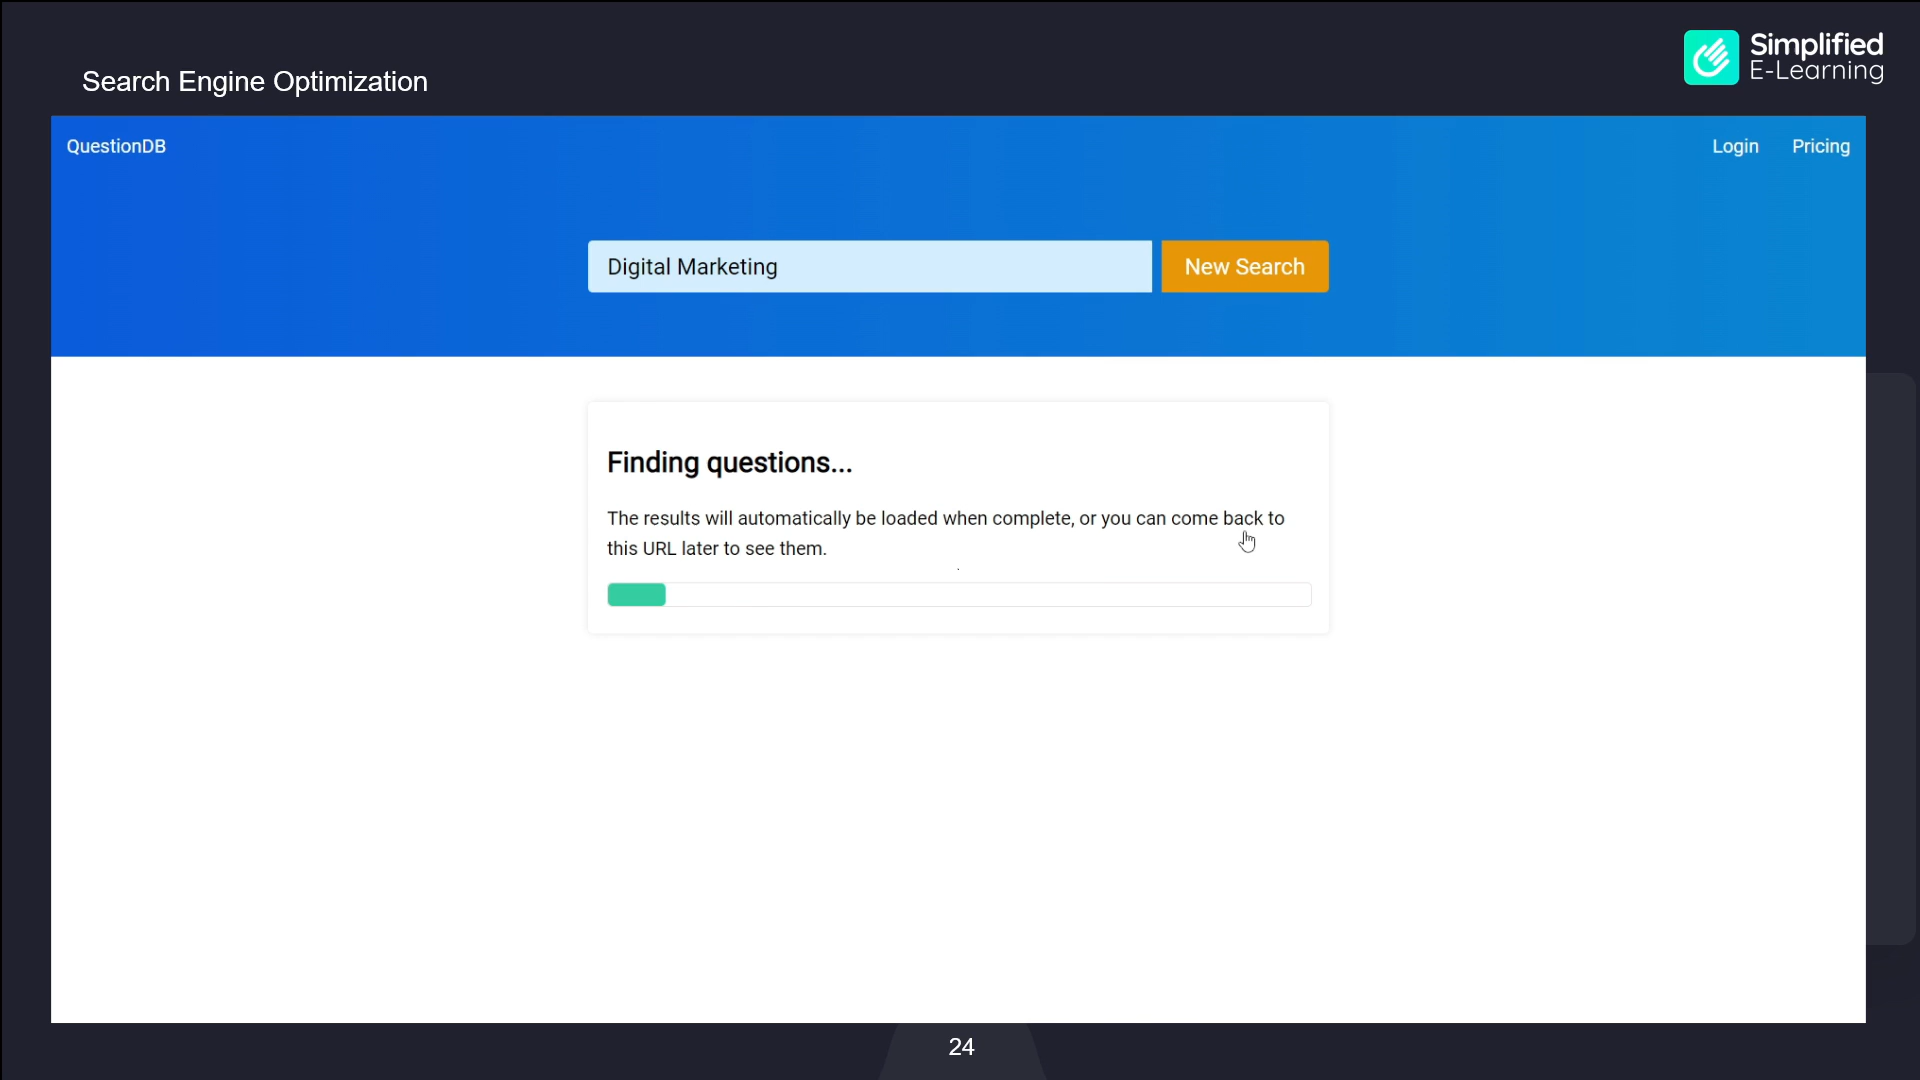 Simplified
E-Learning
Search Engine Optimization
QuestionDB
Login
Pricing
Digital Marketing
New Search
Finding questions...
The results will automatically be loaded when complete, or you can come back to
this URL later to see them.
24